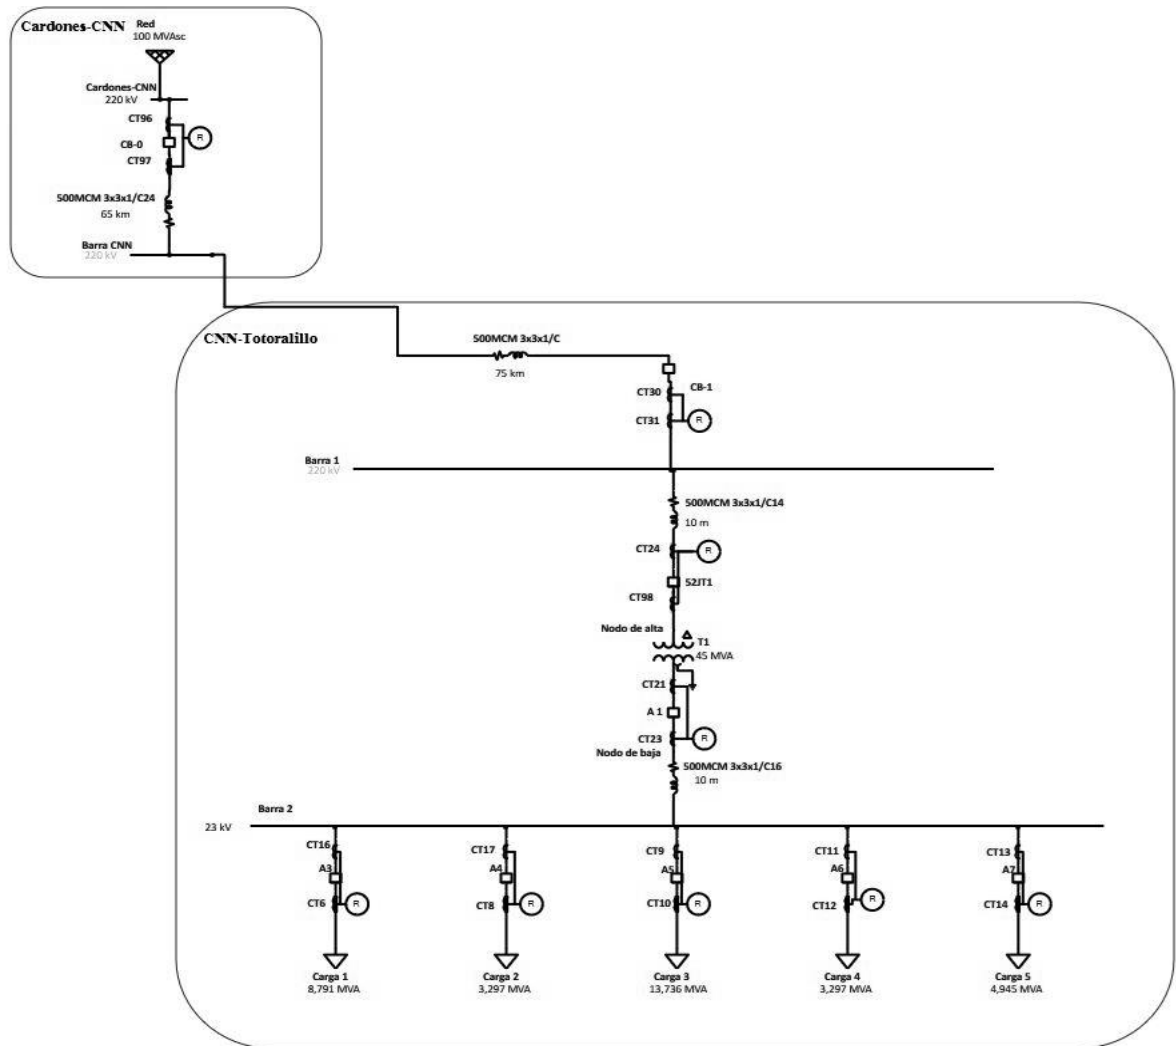 Cardones-CNN
Red
100 MVAsc
Cardones-CNN
220 kV
CT96
R
CB-0
CT97
500MCM 3x3x1/C24
65 km
Barra CNN
220 kV
CNN-Totoralillo
500MCM 3x3x1/C
75 km
CT30
CB-1
CT31
R
Barra 1
220 kV
500MCM 3x3x1/C14
10 m
CT24
R
52JT1
CT98
Nodo de alta
T1
45 MVA
CT21
A 1
CT23
R
Nodo de baja
500MCM 3x3x1/C16
10 m
Barra 2
23 kV
CT16
CT17
CT9
CT11
CT13
A3
A4
A5
A6
A7
CT6
R
CT8
R
CT10
R
CT12
R
CT14
R
Carga 1
8,791 MVA
Carga 2
3,297 MVA
Carga 3
13,736 MVA
Carga 4
3,297 MVA
Carga 5
4,945 MVA